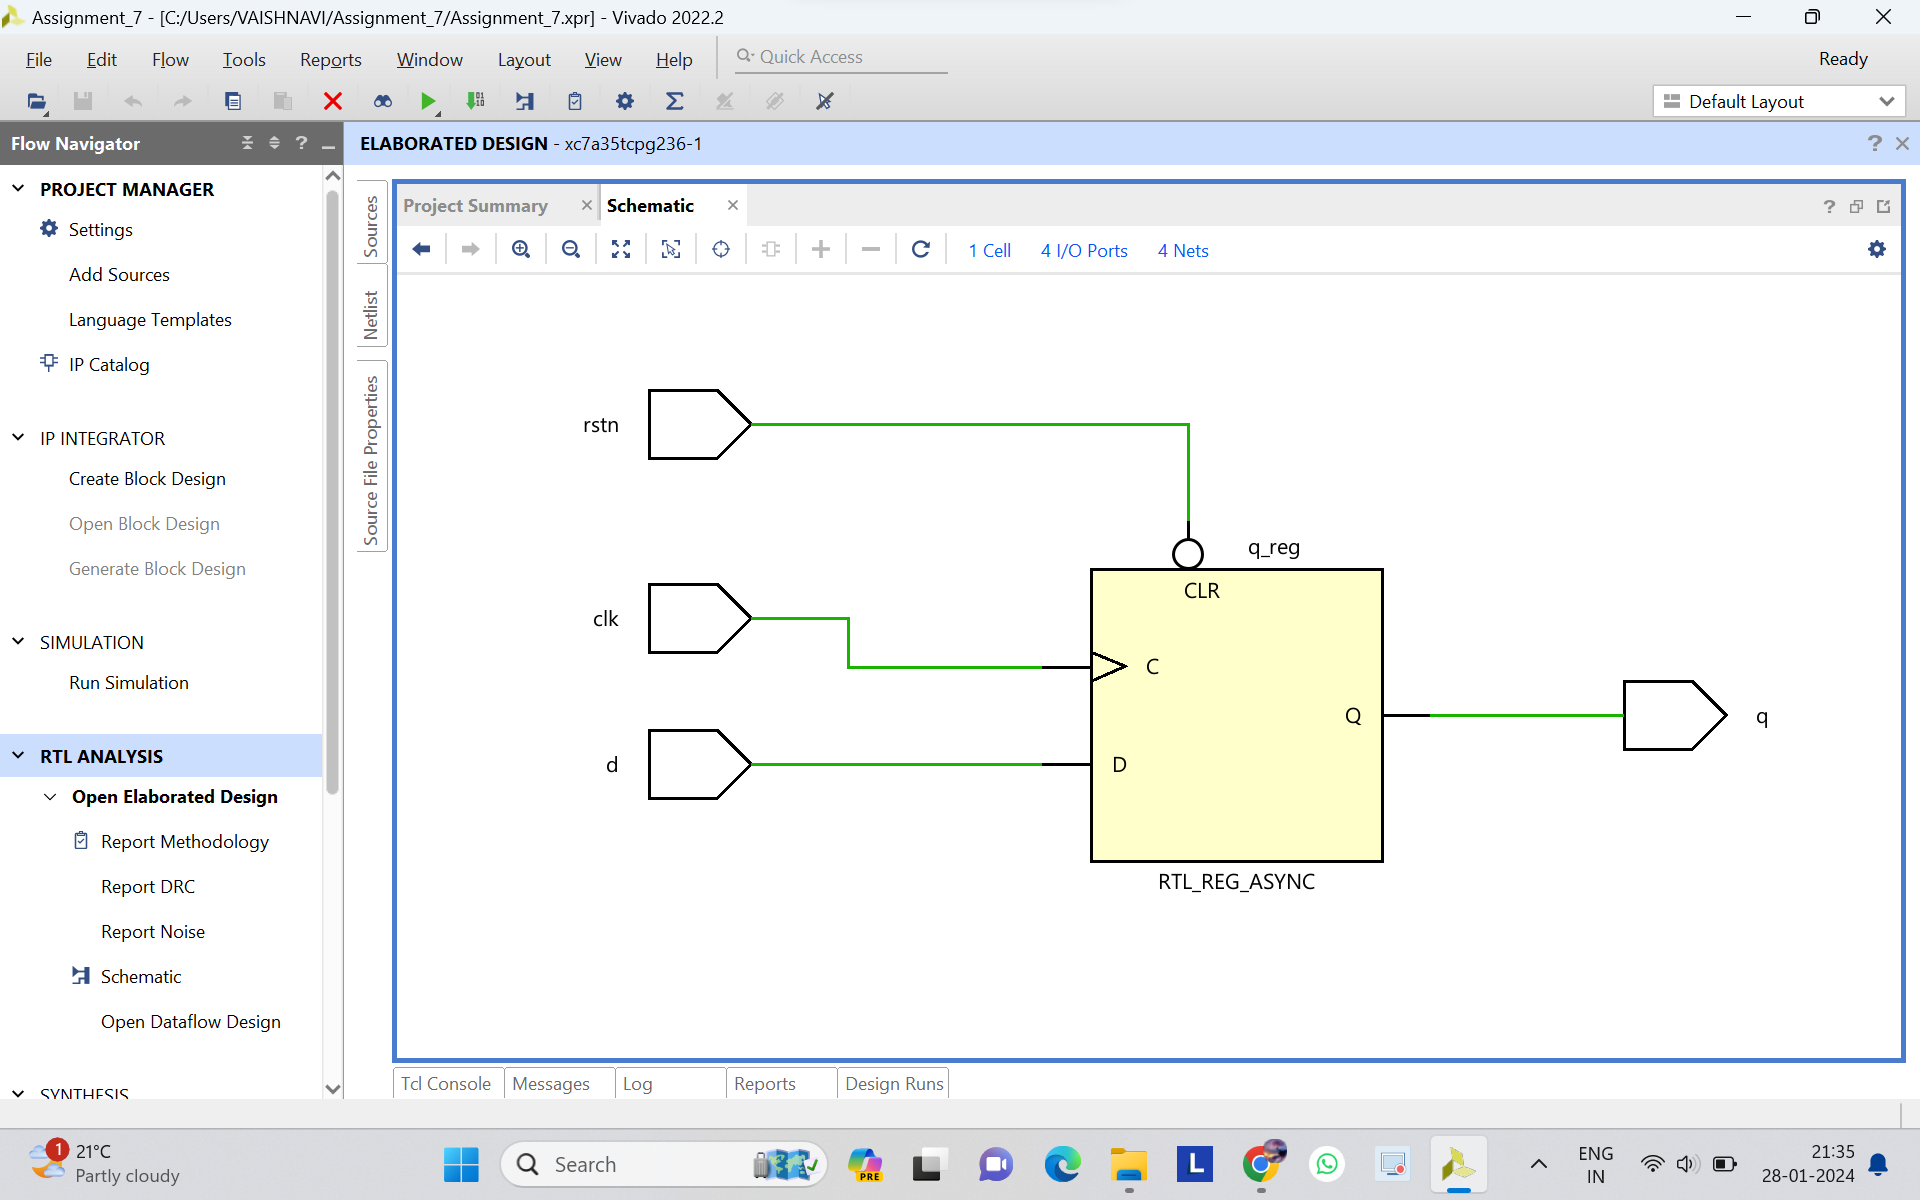 Assignment_7 - [C:/Users/VAISHNAVI/Assignment_7/Assignment_7.xpr] - Vivado 2022.2
File Edit Flow Tools Reports Window Layout View Help Quick Access Ready
Default Layout
Flow Navigator
ELABORATED DESIGN - xc7a35tcpg236-1
PROJECT MANAGER
Settings
Add Sources
Language Templates
IP Catalog
IP INTEGRATOR
Create Block Design
Open Block Design
Generate Block Design
SIMULATION
Run Simulation
RTL ANALYSIS
Open Elaborated Design
Report Methodology
Report DRC
Report Noise
Schematic
Open Dataflow Design
SYNTHESIS
Sources
Netlist
Source File Properties
Project Summary Schematic
1 Cell 4 I/O Ports 4 Nets
rstn
q_reg
CLR
clk
C
Q
q
d
D
RTL_REG_ASYNC
Tcl Console Messages Log Reports Design Runs
1
21°C
Partly cloudy
Search
PRE
L
ENG
IN
21:35
28-01-2024